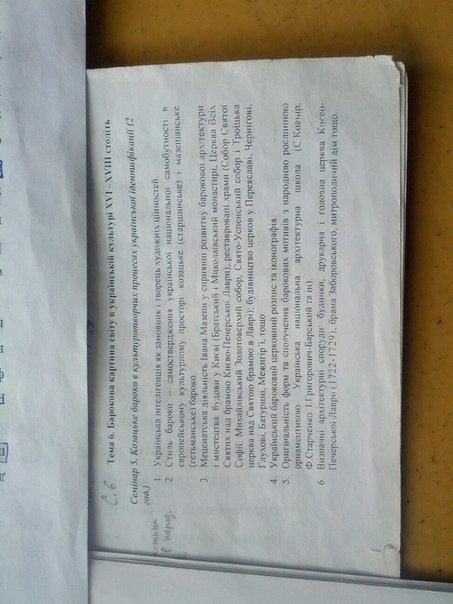 С. 6.
Тема 6. Барокова картина світу в українській культурі XVI–XVIII століть
Семінар 5. Козацьке бароко в культуротворчих процесах української ідентифікації (2
год.)
1. Українська інтелігенція як замовник і творець художніх цінностей.
2. Стиль бароко – самоствердження української національної самобутності в
європейському культурному просторі: козацьке (старшинське) і мазепинське
(гетьманське) бароко
3. Меценатська діяльність Івана Мазепи у сприянні розвитку барокової архітектури
і мистецтва: будови у Києві (Братський і Миколаївський монастирі, Церква Всіх
Святих над брамою Києво-Печерської Лаври); реставровані храми (Собор Святої
Софії, Михайлівський Золотоверхий собор, Свято-Успенський собор і Троїцька
церква над Святою брамою в Лаврі); будівництво церков у Переяславі, Чернігові,
Глухові, Батурині, Межигір'ї, тощо
4. Український бароковий церковний розпис та іконографія.
5. Оригінальність форм та сполучення барокових мотивів з народною рослинною
орнаментикою. Українська національна архітектурна школа (С. Ковнір,
Ф.Старченко, І.Григорович-Барський та ін).
6 Визначні архітектурні споруди: будинки, друкарня і головна церква Києво-
Печерської Лаври (1722-1729), брама Заборовського, митрополичий дім тощо.